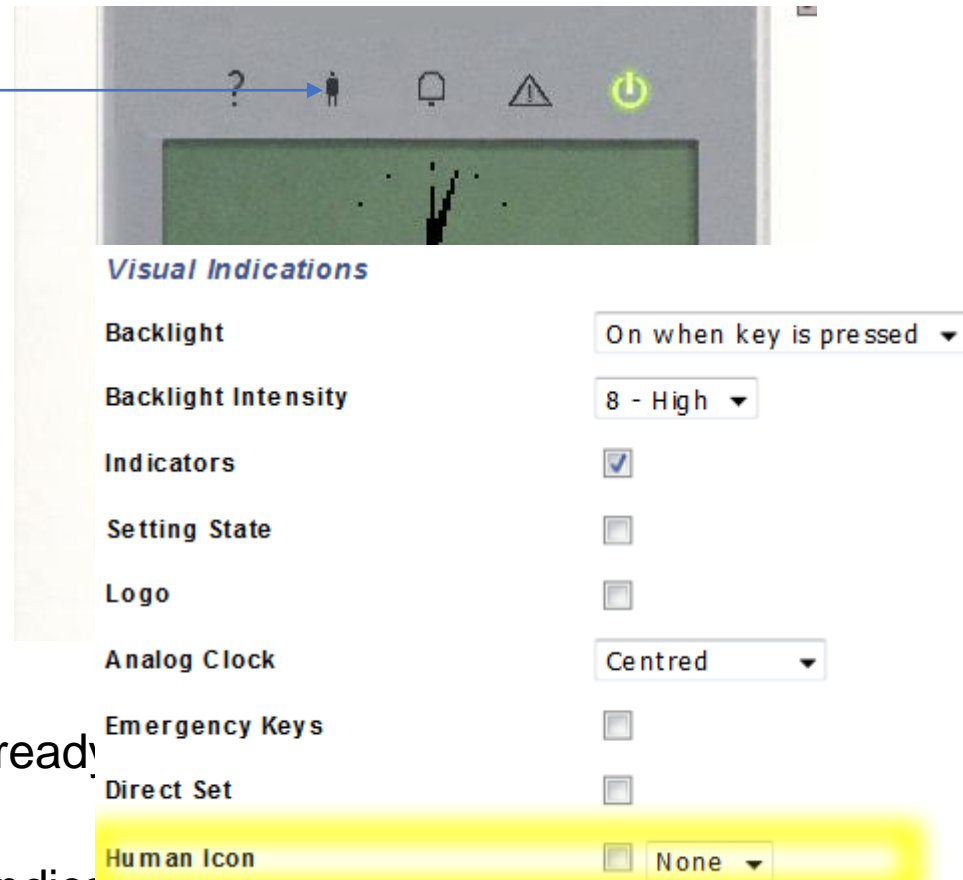 ?
Visual Indications
Backlight On when key is pressed
Backlight Intensity 8 - High
Indicators
Setting State
Logo
Analog Clock Centred
Emergency Keys
Direct Set
Human Icon None